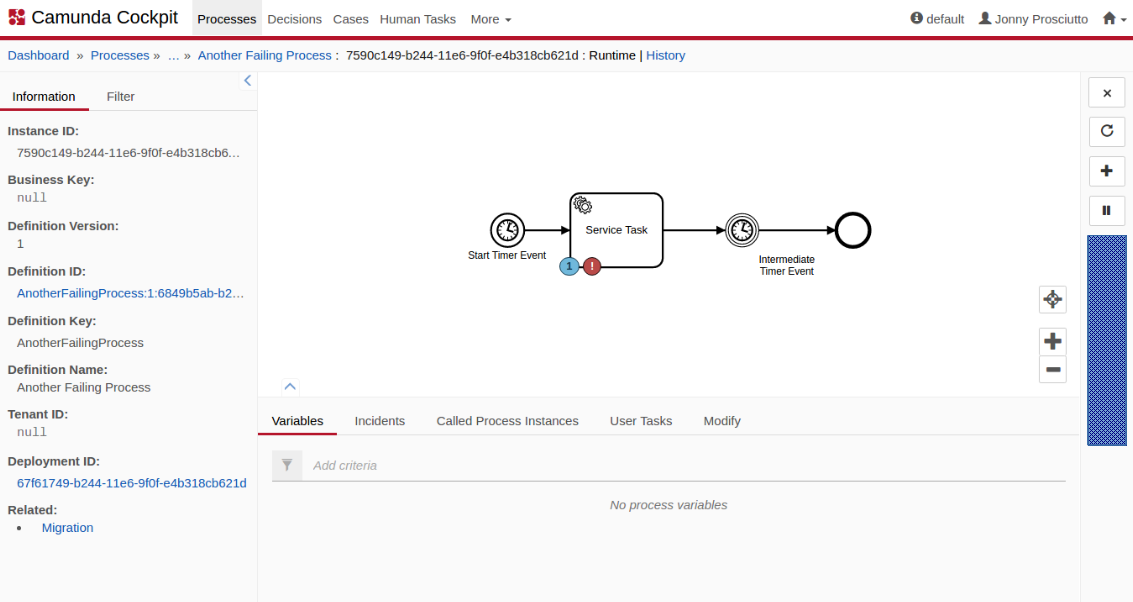 Camunda Cockpit Processes Decisions Cases Human Tasks More default Jonny Prosciutto
Dashboard » Processes » ... » Another Failing Process : 7590c149-b244-11e6-9f0f-e4b318cb621d : Runtime | History
Information Filter
Instance ID:
7590c149-b244-11e6-9f0f-e4b318cb6...
Business Key:
null
Definition Version:
1
Definition ID:
AnotherFailingProcess:1:6849b5ab-b2...
Definition Key:
AnotherFailingProcess
Definition Name:
Another Failing Process
Tenant ID:
null
Deployment ID:
67f61749-b244-11e6-9f0f-e4b318cb621d
Related:
• Migration
Service Task
Start Timer Event
1 !
Intermediate
Timer Event
Variables Incidents Called Process Instances User Tasks Modify
Add criteria
No process variables